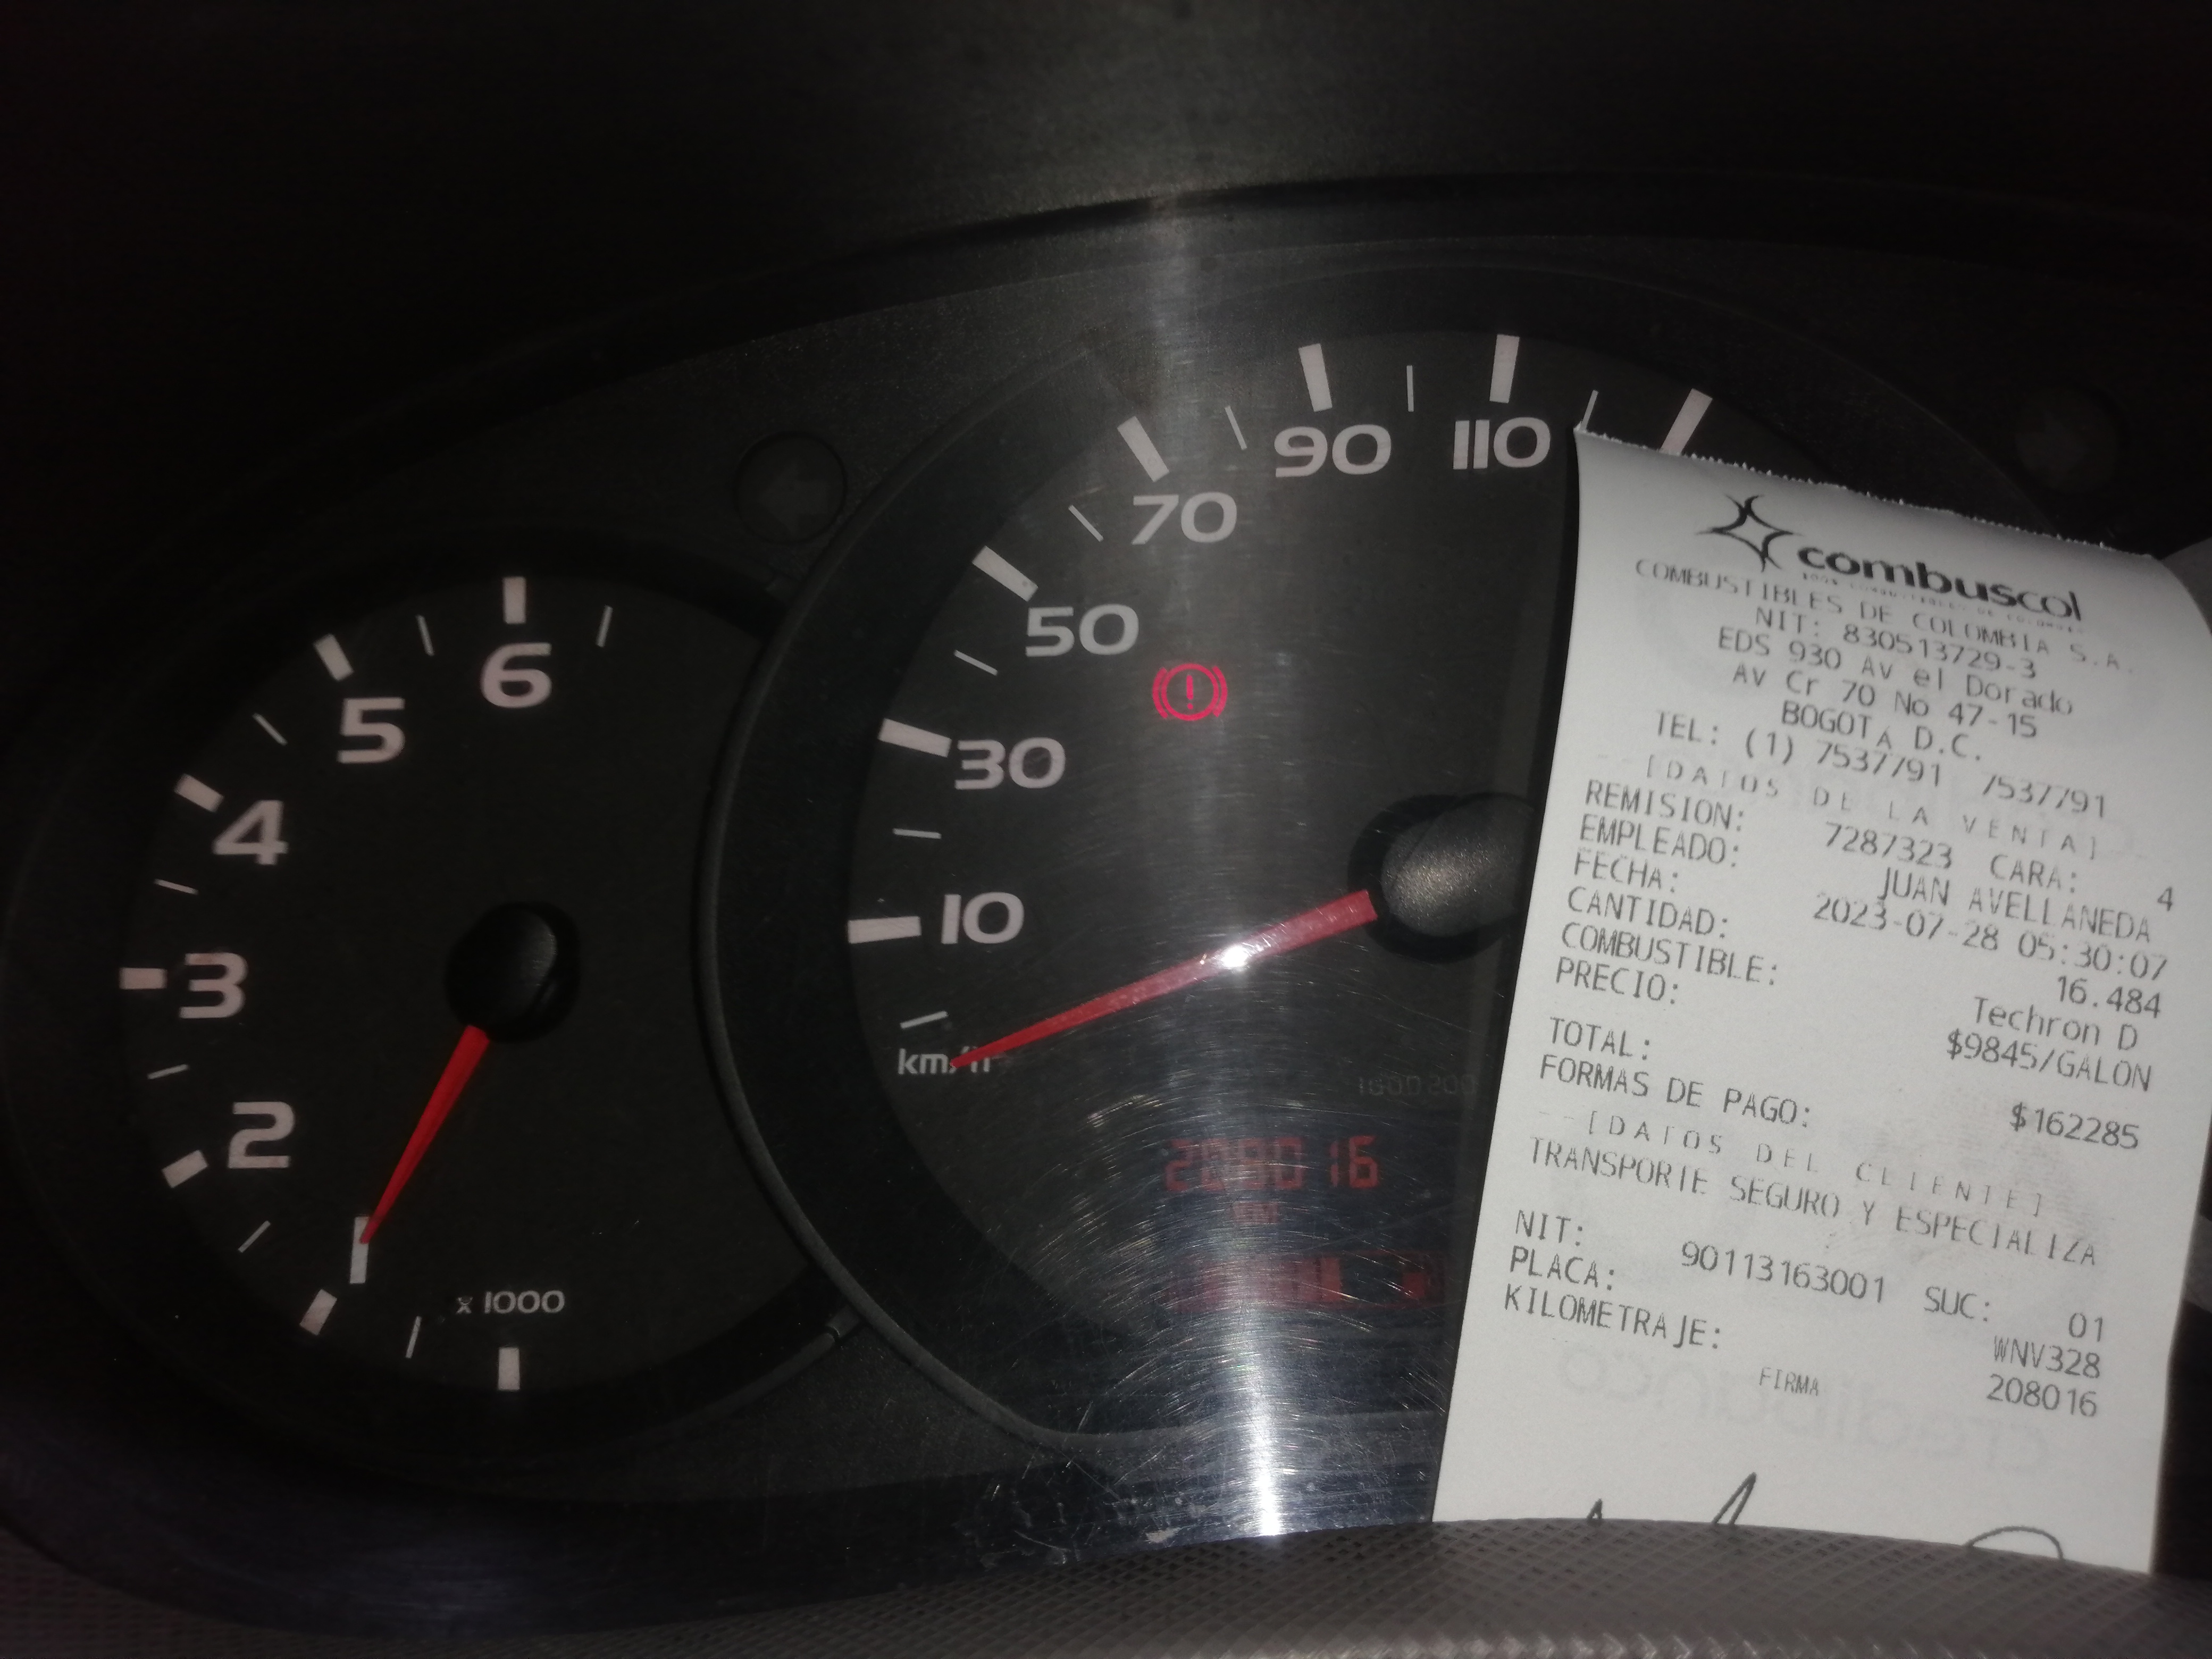 6
5
4
3
2
1
x 1000
110
90
70
50
30
10
km/h
combuscol
COMBUSTIBLES DE COLOMBIA S.A.
NIT: 830513729-3
EDS 930 AV el Dorado
AV Cr 70 No 47-15
BOGOTA D.C.
TEL: (1) 7537791 7537791
[DATOS DE LA VENTA]
REMISION: 7287323 CARA: 4
EMPLEADO: JUAN AVELLANEDA
FECHA: 2023-07-28 05:30:07
CANTIDAD: 16.484
COMBUSTIBLE: Techron D
PRECIO: $9845/GALON
TOTAL: $162285
FORMAS DE PAGO:
--[DATOS DEL CLIENTE]
TRANSPORTE SEGURO Y ESPECIALIZA
NIT: 90113163001 SUC: 01
PLACA: WNV328
KILOMETRAJE: 208016
FIRMA